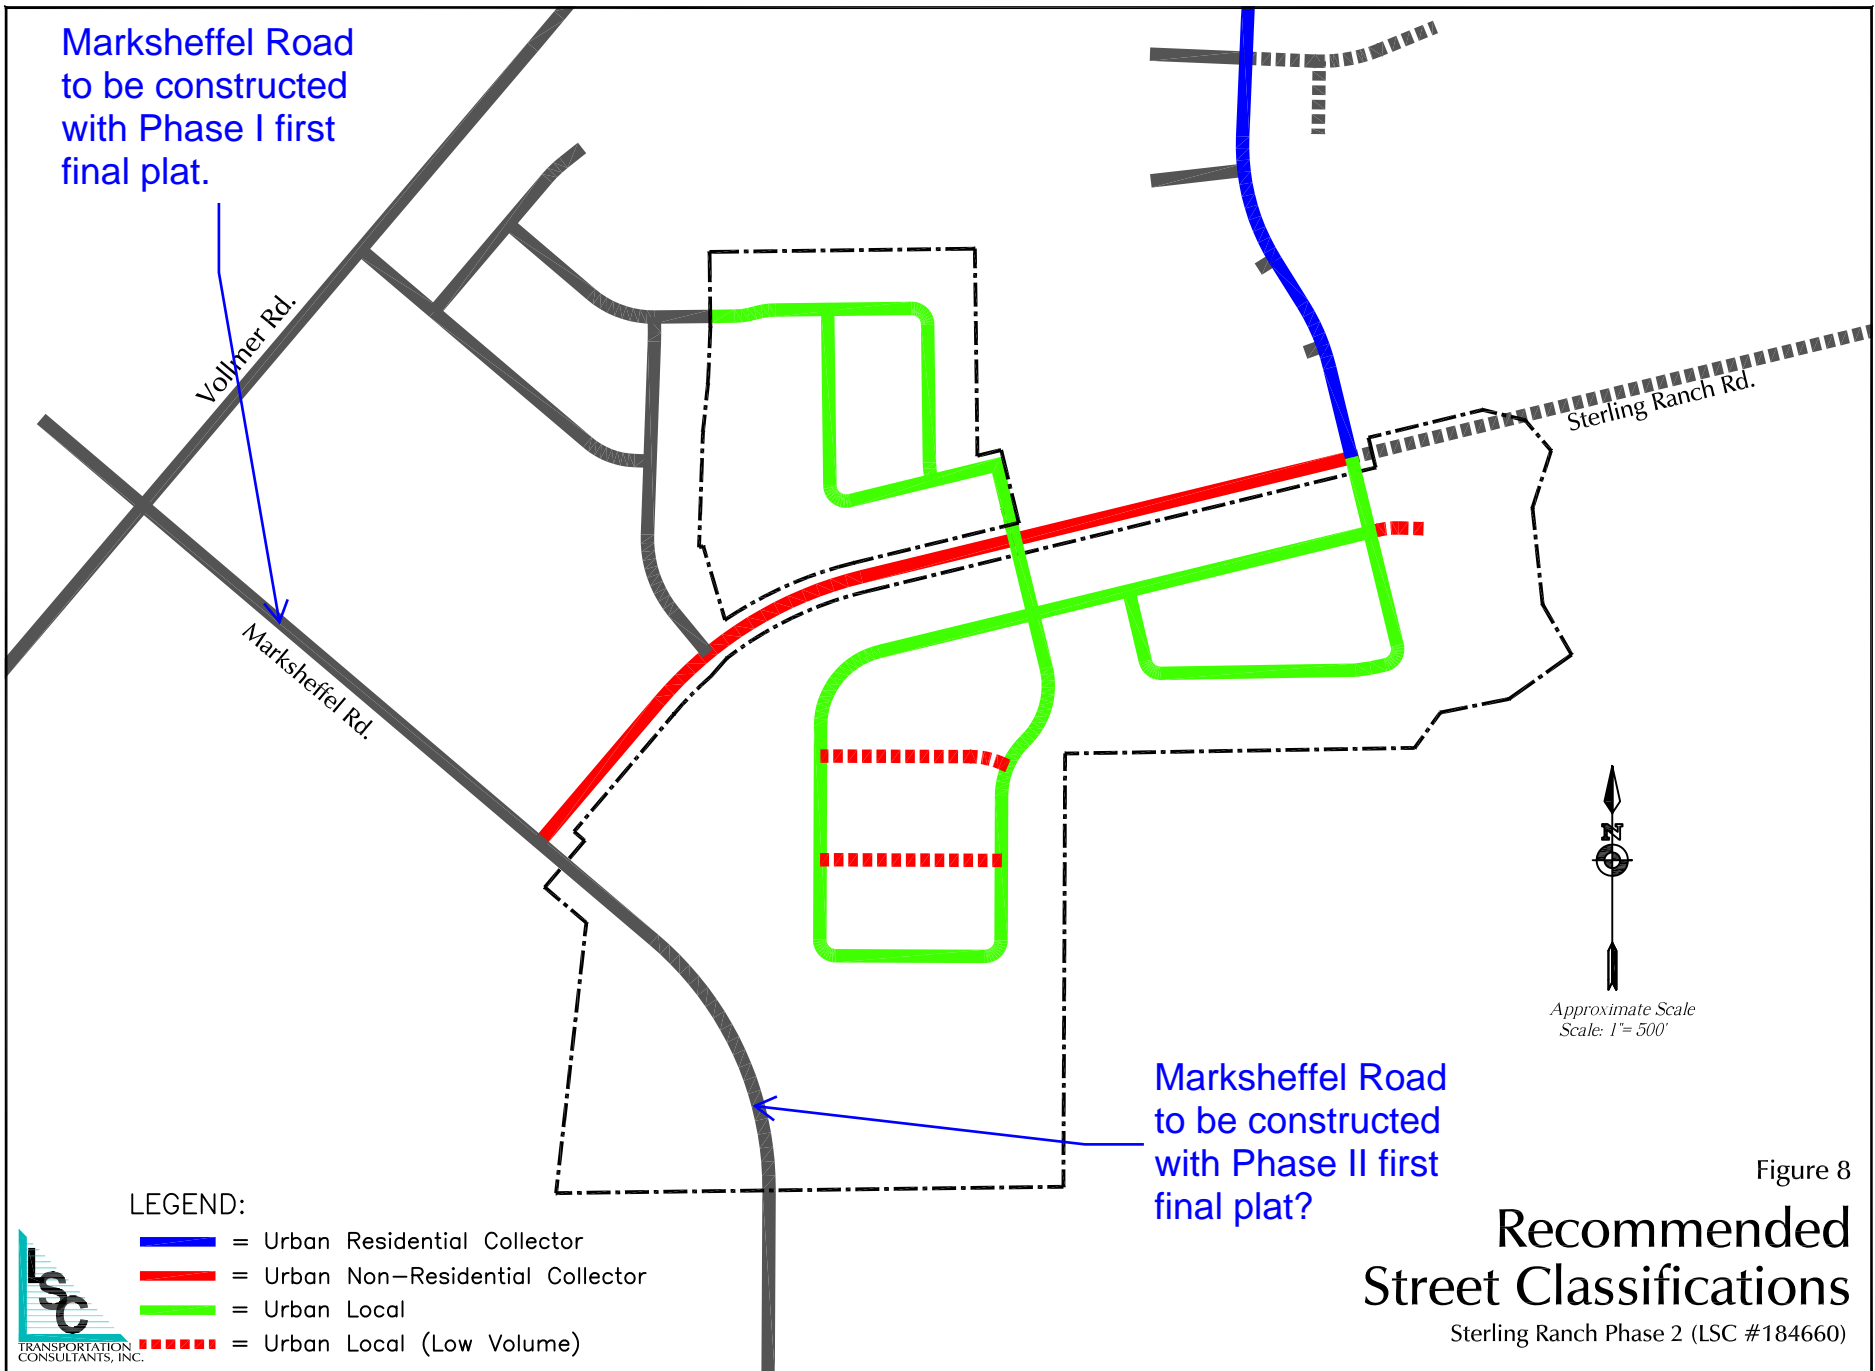 Marksheffel Road
to be constructed
with Phase I first
final plat.
Vollmer Rd.
Sterling Ranch Rd.
Marksheffel Rd.
N
Approximate Scale
Scale: 1"= 500'
Marksheffel Road
to be constructed
with Phase II first
final plat?
Figure 8
Recommended
Street Classifications
Sterling Ranch Phase 2 (LSC #184660)
LEGEND:
= Urban Residential Collector
= Urban Non-Residential Collector
= Urban Local
= Urban Local (Low Volume)
LSC
TRANSPORTATION
CONSULTANTS, INC.